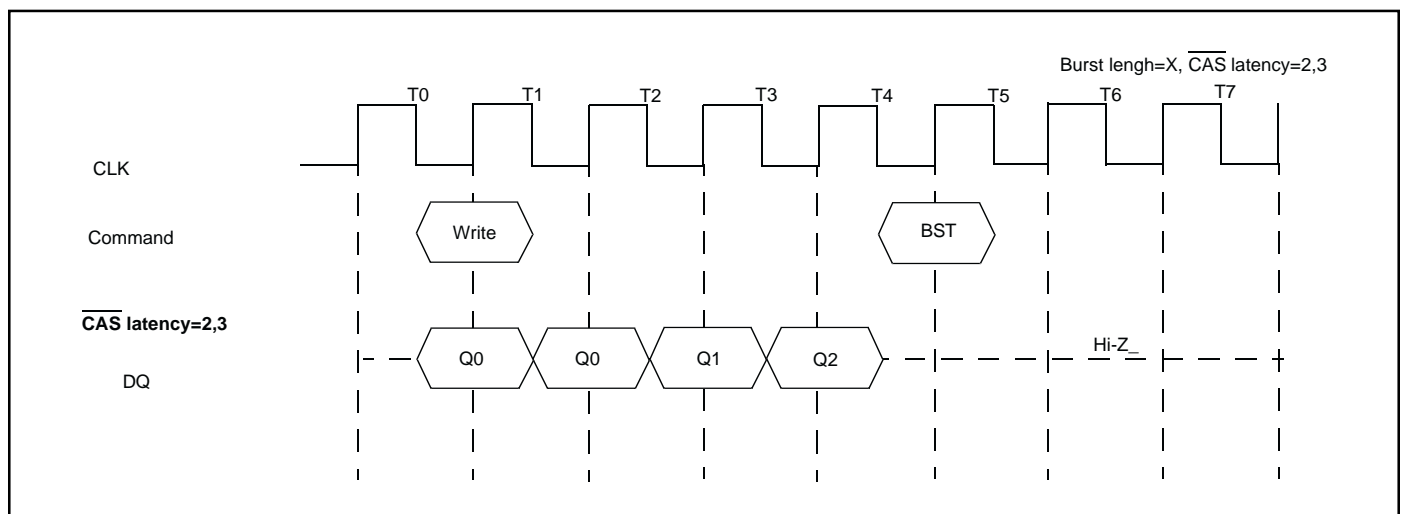 Burst lengh=X, CAS latency=2,3
T0 T1 T2 T3 T4 T5 T6 T7
CLK
Command Write BST
CAS latency=2,3
DQ Q0 Q0 Q1 Q2 Hi-Z_